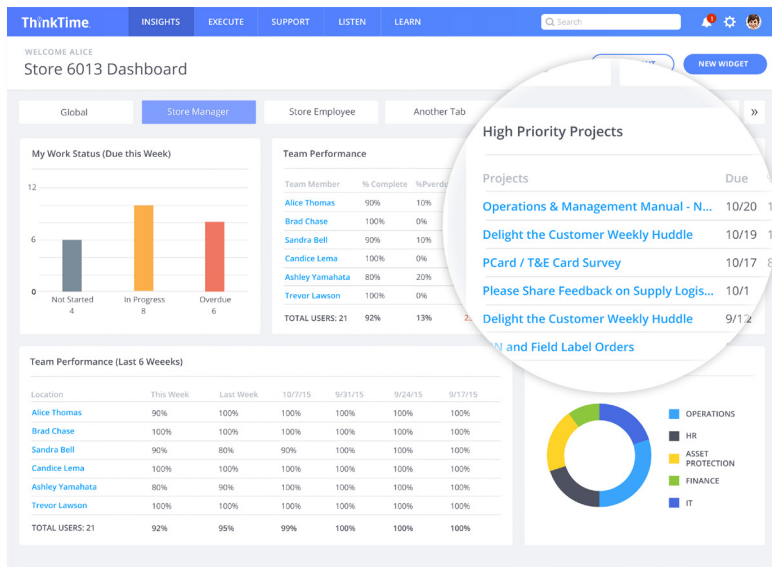 ThinkTime. INSIGHTS EXECUTE SUPPORT LISTEN LEARN Search
WELCOME ALICE
Store 6013 Dashboard
NEW WIDGET
Global Store Manager Store Employee Another Tab »
My Work Status (Due this Week)
12
6
0
Not Started In Progress Overdue
4 8 6
Team Performance
Team Member % Complete %Pverdu
Alice Thomas 90% 10%
Brad Chase 100% 0%
Sandra Bell 90% 10%
Candice Lema 100% 0%
Ashley Yamahata 80% 20%
Trevor Lawson 100% 0%
TOTAL USERS: 21 92% 13%
High Priority Projects
Projects Due
Operations & Management Manual - N... 10/20
Delight the Customer Weekly Huddle 10/19
PCard / T&E Card Survey 10/17
Please Share Feedback on Supply Logis... 10/1
Delight the Customer Weekly Huddle 9/12
and Field Label Orders
Team Performance (Last 6 Weeeks)
Location This Week Last Week 10/7/15 9/31/15 9/24/15 9/17/15
Alice Thomas 90% 100% 100% 100% 100% 100%
Brad Chase 100% 100% 100% 100% 100% 100%
Sandra Bell 90% 80% 90% 100% 100% 100%
Candice Lema 100% 100% 100% 100% 100% 100%
Ashley Yamahata 80% 90% 100% 100% 100% 100%
Trevor Lawson 100% 100% 100% 100% 100% 100%
TOTAL USERS: 21 92% 95% 99% 100% 100% 100%
OPERATIONS
HR
ASSET
PROTECTION
FINANCE
IT